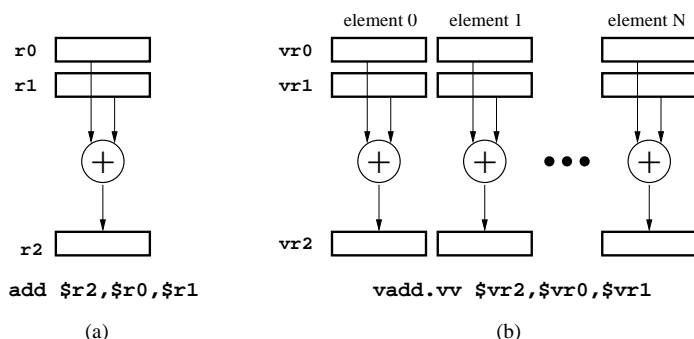 element 0 element 1 element N
r0
r1
+
r2
add $r2,$r0,$r1
(a)
vr0
vr1
+ + +
vr2
vadd.vv $vr2,$vr0,$vr1
(b)